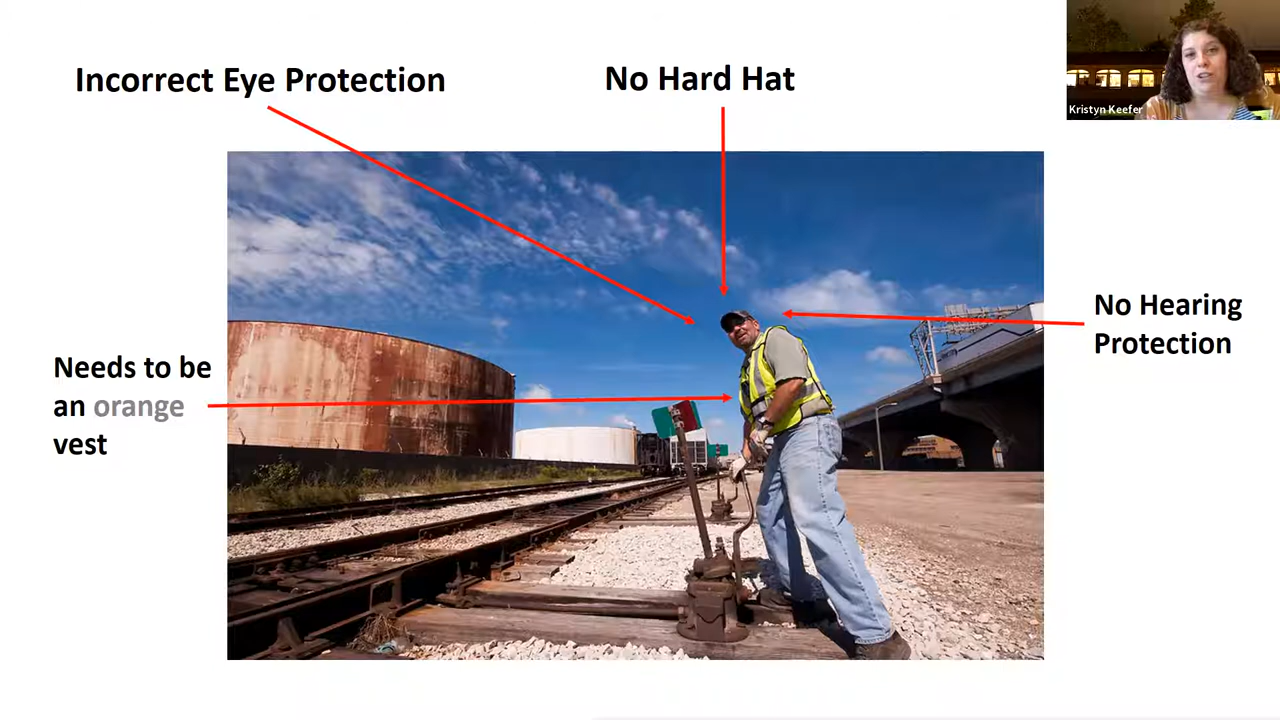 Incorrect Eye Protection
No Hard Hat
Kristyn Keefer
No Hearing
Protection
Needs to be
an orange
vest